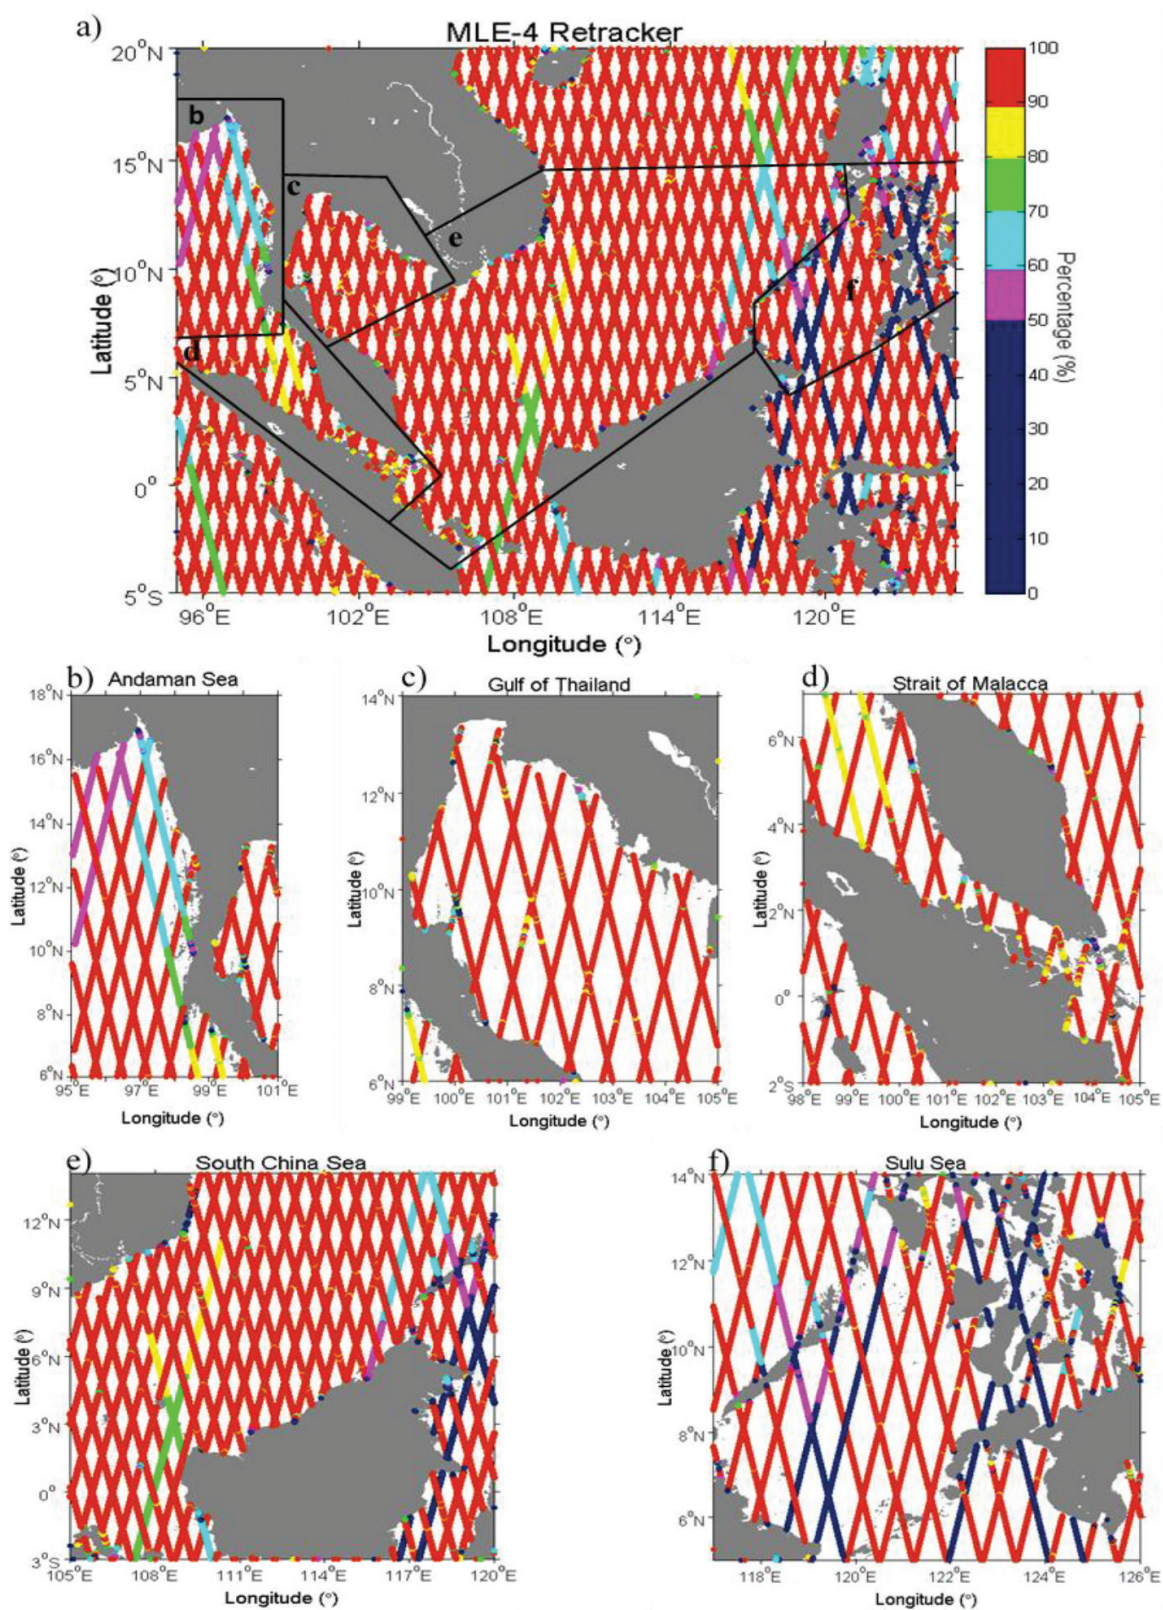 a)
MLE-4 Retracker
20°N
15°N
10°N
5°N
0°
5°S
Latitude (°)
96°E 102°E 108°E 114°E 120°E
Longitude (°)
b
c
d
e
f
100
90
80
70
60
50
40
30
20
10
0
Percentage (%)
b) Andaman Sea
18°N
16°N
14°N
12°N
10°N
8°N
6°N
Latitude (°)
95°E 97°E 99°E 101°E
Longitude (°)
c) Gulf of Thailand
14°N
12°N
10°N
8°N
6°N
Latitude (°)
99°E 100°E 101°E 102°E 103°E 104°E 105°E
Longitude (°)
d) Strait of Malacca
6°N
4°N
2°N
0°
2°S
Latitude (°)
98°E 99°E 100°E 101°E 102°E 103°E 104°E 105°E
Longitude (°)
e) South China Sea
12°N
9°N
6°N
3°N
0°
3°S
Latitude (°)
105°E 108°E 111°E 114°E 117°E 120°E
Longitude (°)
f) Sulu Sea
14°N
12°N
10°N
8°N
6°N
Latitude (°)
118°E 120°E 122°E 124°E 126°E
Longitude (°)